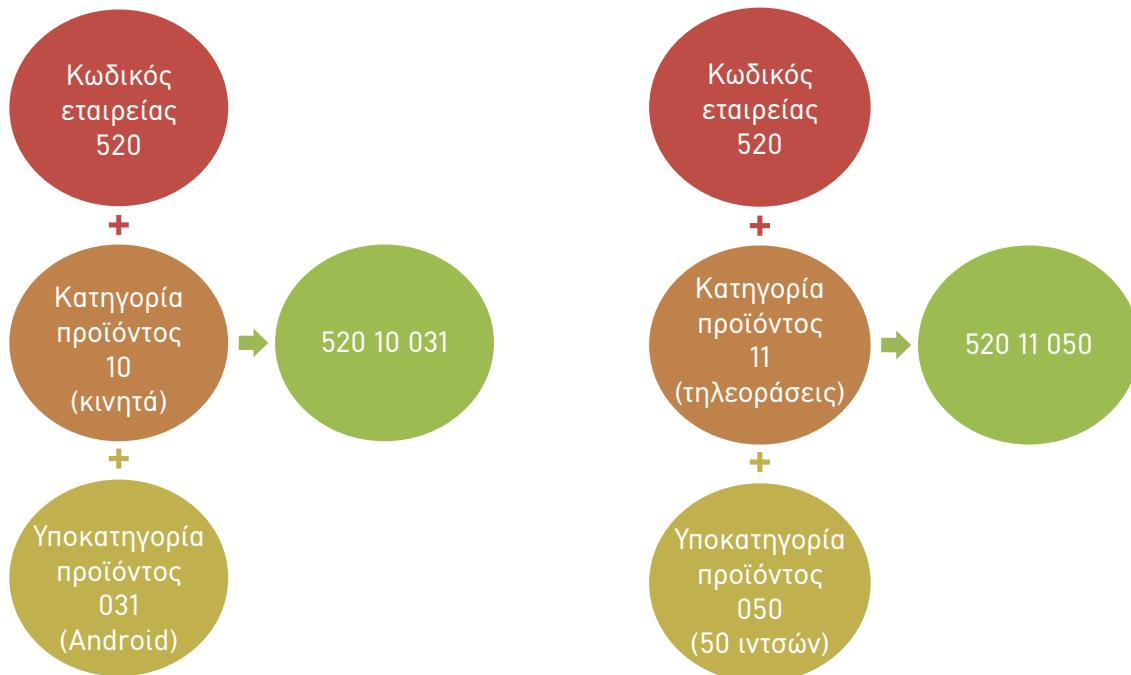 Κωδικός
εταιρείας
520
+
Κατηγορία
προϊόντος
10
(κινητά)
520 10 031
+
Υποκατηγορία
προϊόντος
031
(Android)
Κωδικός
εταιρείας
520
+
Κατηγορία
προϊόντος
11
(τηλεοράσεις)
520 11 050
+
Υποκατηγορία
προϊόντος
050
(50 ιντσών)